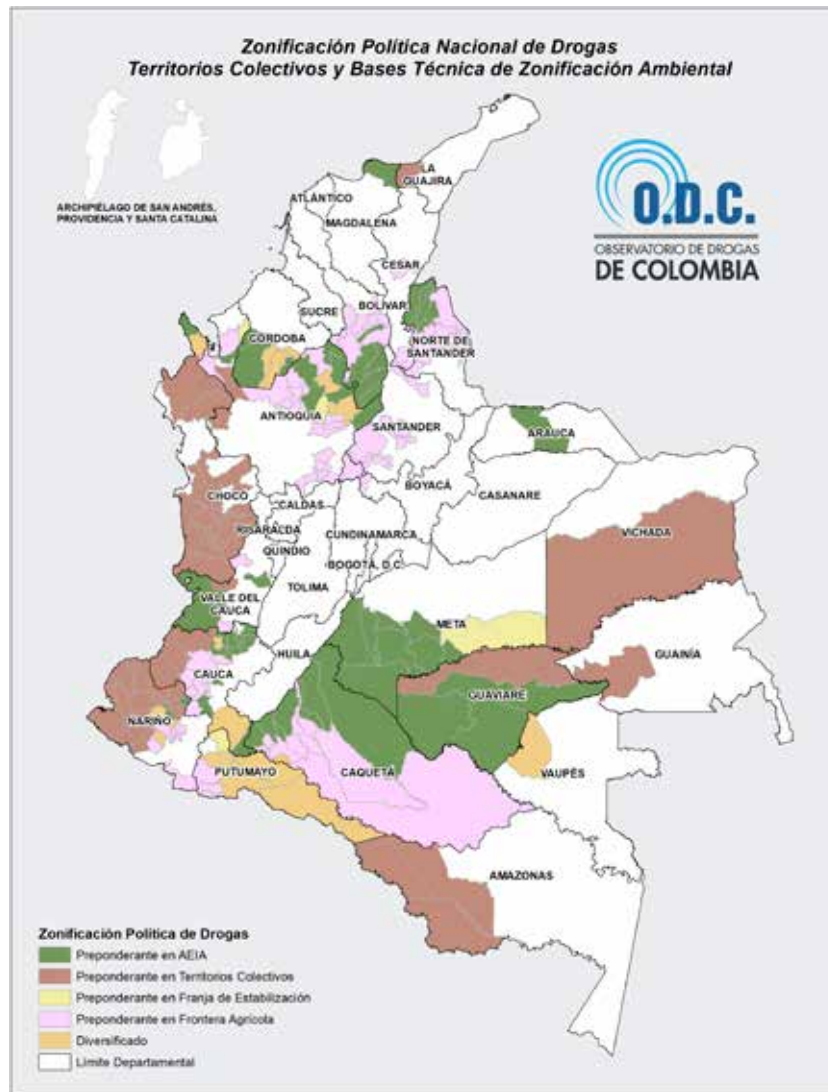 Zonificación Política Nacional de Drogas
Territorios Colectivos y Bases Técnica de Zonificación Ambiental
ARCHIPIÉLAGO DE SAN ANDRÉS,
PROVIDENCIA Y SANTA CATALINA
O.D.C.
OBSERVATORIO DE DROGAS
DE COLOMBIA
LA
GUAJIRA
ATLÁNTICO
MAGDALENA
CESAR
BOLÍVAR
SUCRE
CÓRDOBA
NORTE DE
SANTANDER
ANTIOQUIA
SANTANDER
ARAUCA
BOYACÁ
CHOCÓ
CASANARE
CALDAS
RISARALDA
CUNDINAMARCA
VICHADA
QUINDIO
BOGOTÁ, D.C.
TOLIMA
VALLE DEL
CAUCA
META
HUILA
GUAINÍA
CAUCA
GUAVIARE
NARIÑO
PUTUMAYO
CAQUETÁ
VAUPÉS
AMAZONAS
Zonificación Política de Drogas
Preponderante en AEIA
Preponderante en Territorios Colectivos
Preponderante en Franja de Estabilización
Preponderante en Frontera Agrícola
Diversificado
Límite Departamental